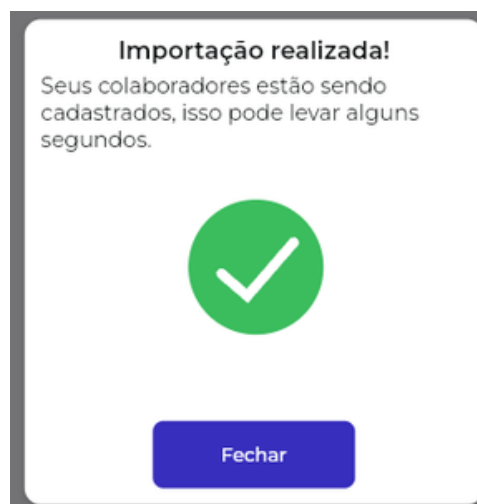 Importação realizada!
Seus colaboradores estão sendo
cadastrados, isso pode levar alguns
segundos.
Fechar